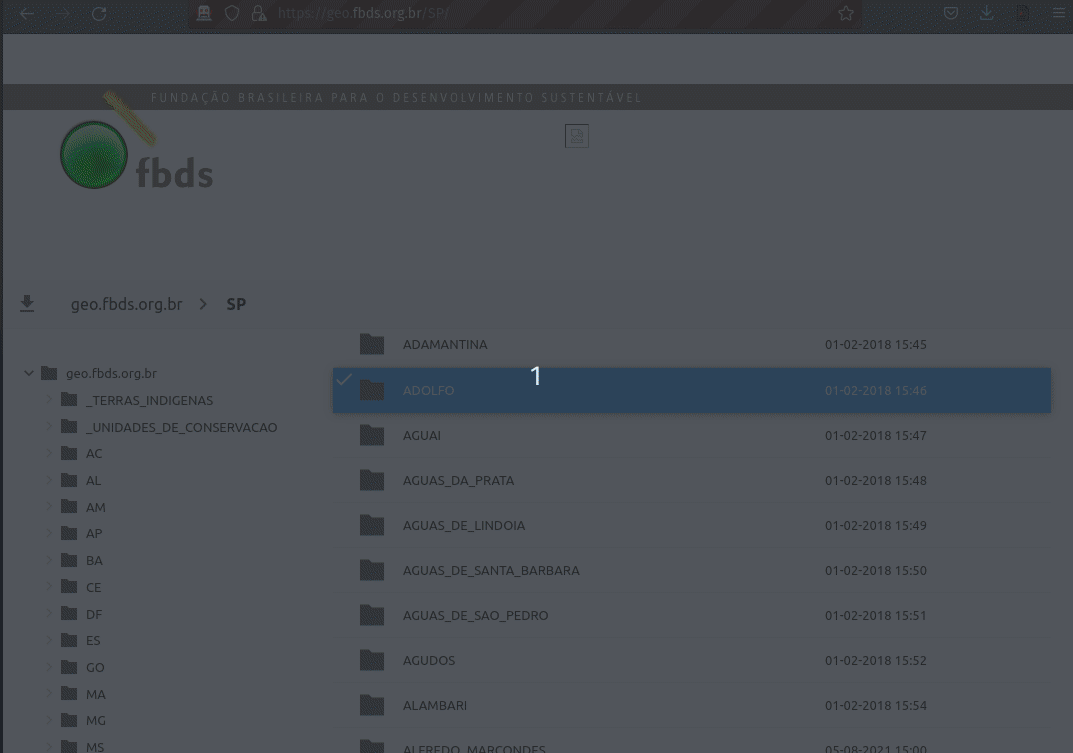 https://geo.fbds.org.br/SP/
FUNDAÇÃO BRASILEIRA PARA O DESENVOLVIMENTO SUSTENTÁVEL
fbds
geo.fbds.org.br > SP
geo.fbds.org.br
_TERRAS_INDIGENAS
_UNIDADES_DE_CONSERVACAO
AC
AL
AM
AP
BA
CE
DF
ES
GO
MA
MG
MS
ADAMANTINA 01-02-2018 15:45
1
ADOLFO 01-02-2018 15:46
AGUAI 01-02-2018 15:47
AGUAS_DA_PRATA 01-02-2018 15:48
AGUAS_DE_LINDOIA 01-02-2018 15:49
AGUAS_DE_SANTA_BARBARA 01-02-2018 15:50
AGUAS_DE_SAO_PEDRO 01-02-2018 15:51
AGUDOS 01-02-2018 15:52
ALAMBARI 01-02-2018 15:54
ALFREDO_MARCONDES 05-08-2021 15:00